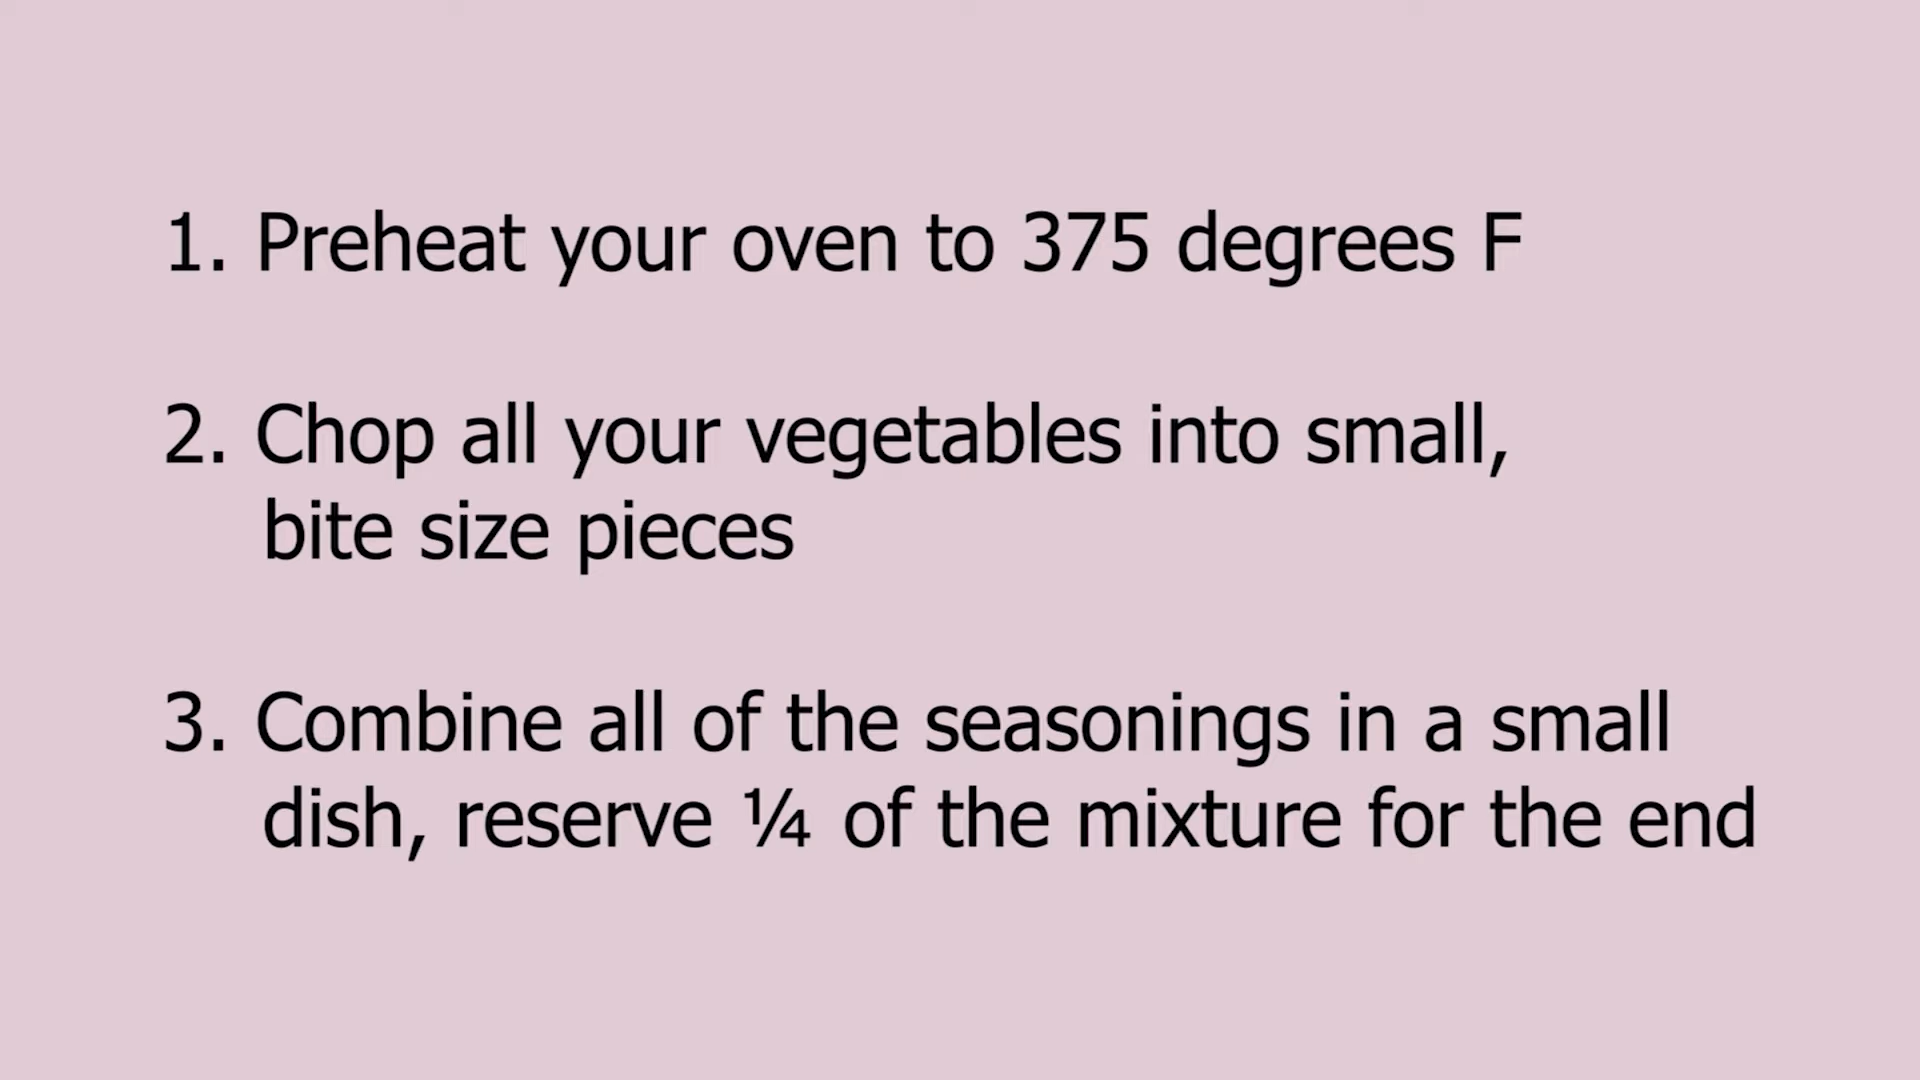 1. Preheat your oven to 375 degrees F
2. Chop all your vegetables into small,
bite size pieces
3. Combine all of the seasonings in a small
dish, reserve ¼ of the mixture for the end